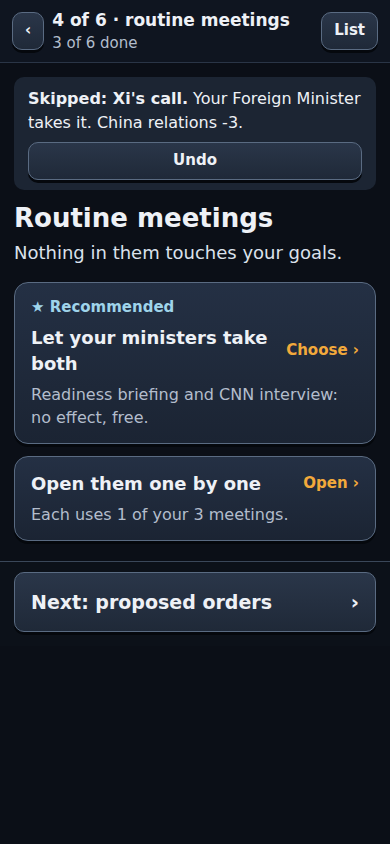 ‹
4 of 6 · routine meetings
3 of 6 done
List
Skipped: Xi's call. Your Foreign Minister
takes it. China relations -3.
Undo
Routine meetings
Nothing in them touches your goals.
★ Recommended
Let your ministers take
both
Choose ›
Readiness briefing and CNN interview:
no effect, free.
Open them one by one
Open ›
Each uses 1 of your 3 meetings.
Next: proposed orders ›